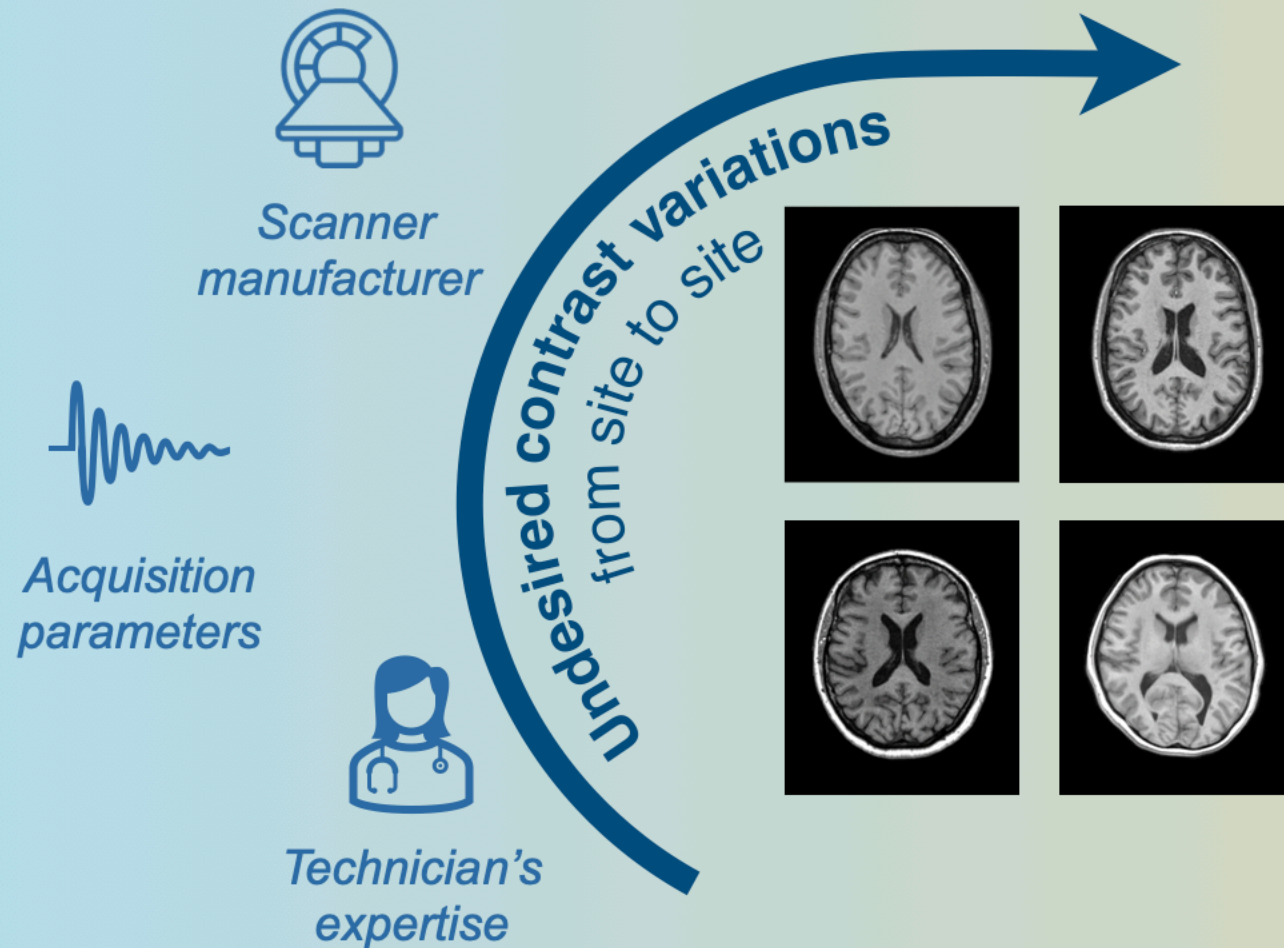 Scanner
manufacturer
Undesired contrast variations
from site to site
Acquisition
parameters
Technician's
expertise